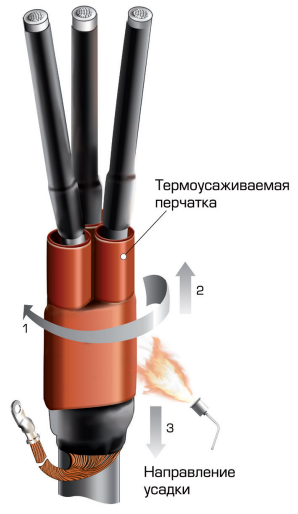 Термоусаживаемая
перчатка
2
1
3
Направление
усадки